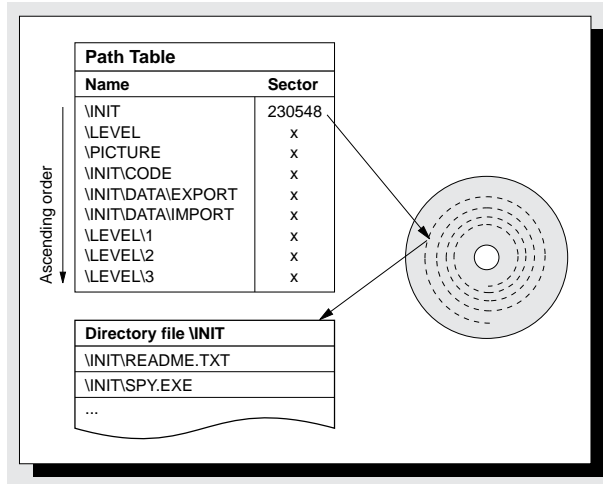 Path Table
Name Sector
\INIT 230548
\LEVEL x
\PICTURE x
\INIT\CODE x
\INIT\DATA\EXPORT x
\INIT\DATA\IMPORT x
\LEVEL\1 x
\LEVEL\2 x
\LEVEL\3 x
Ascending order
Directory file \INIT
\INIT\README.TXT
\INIT\SPY.EXE
...